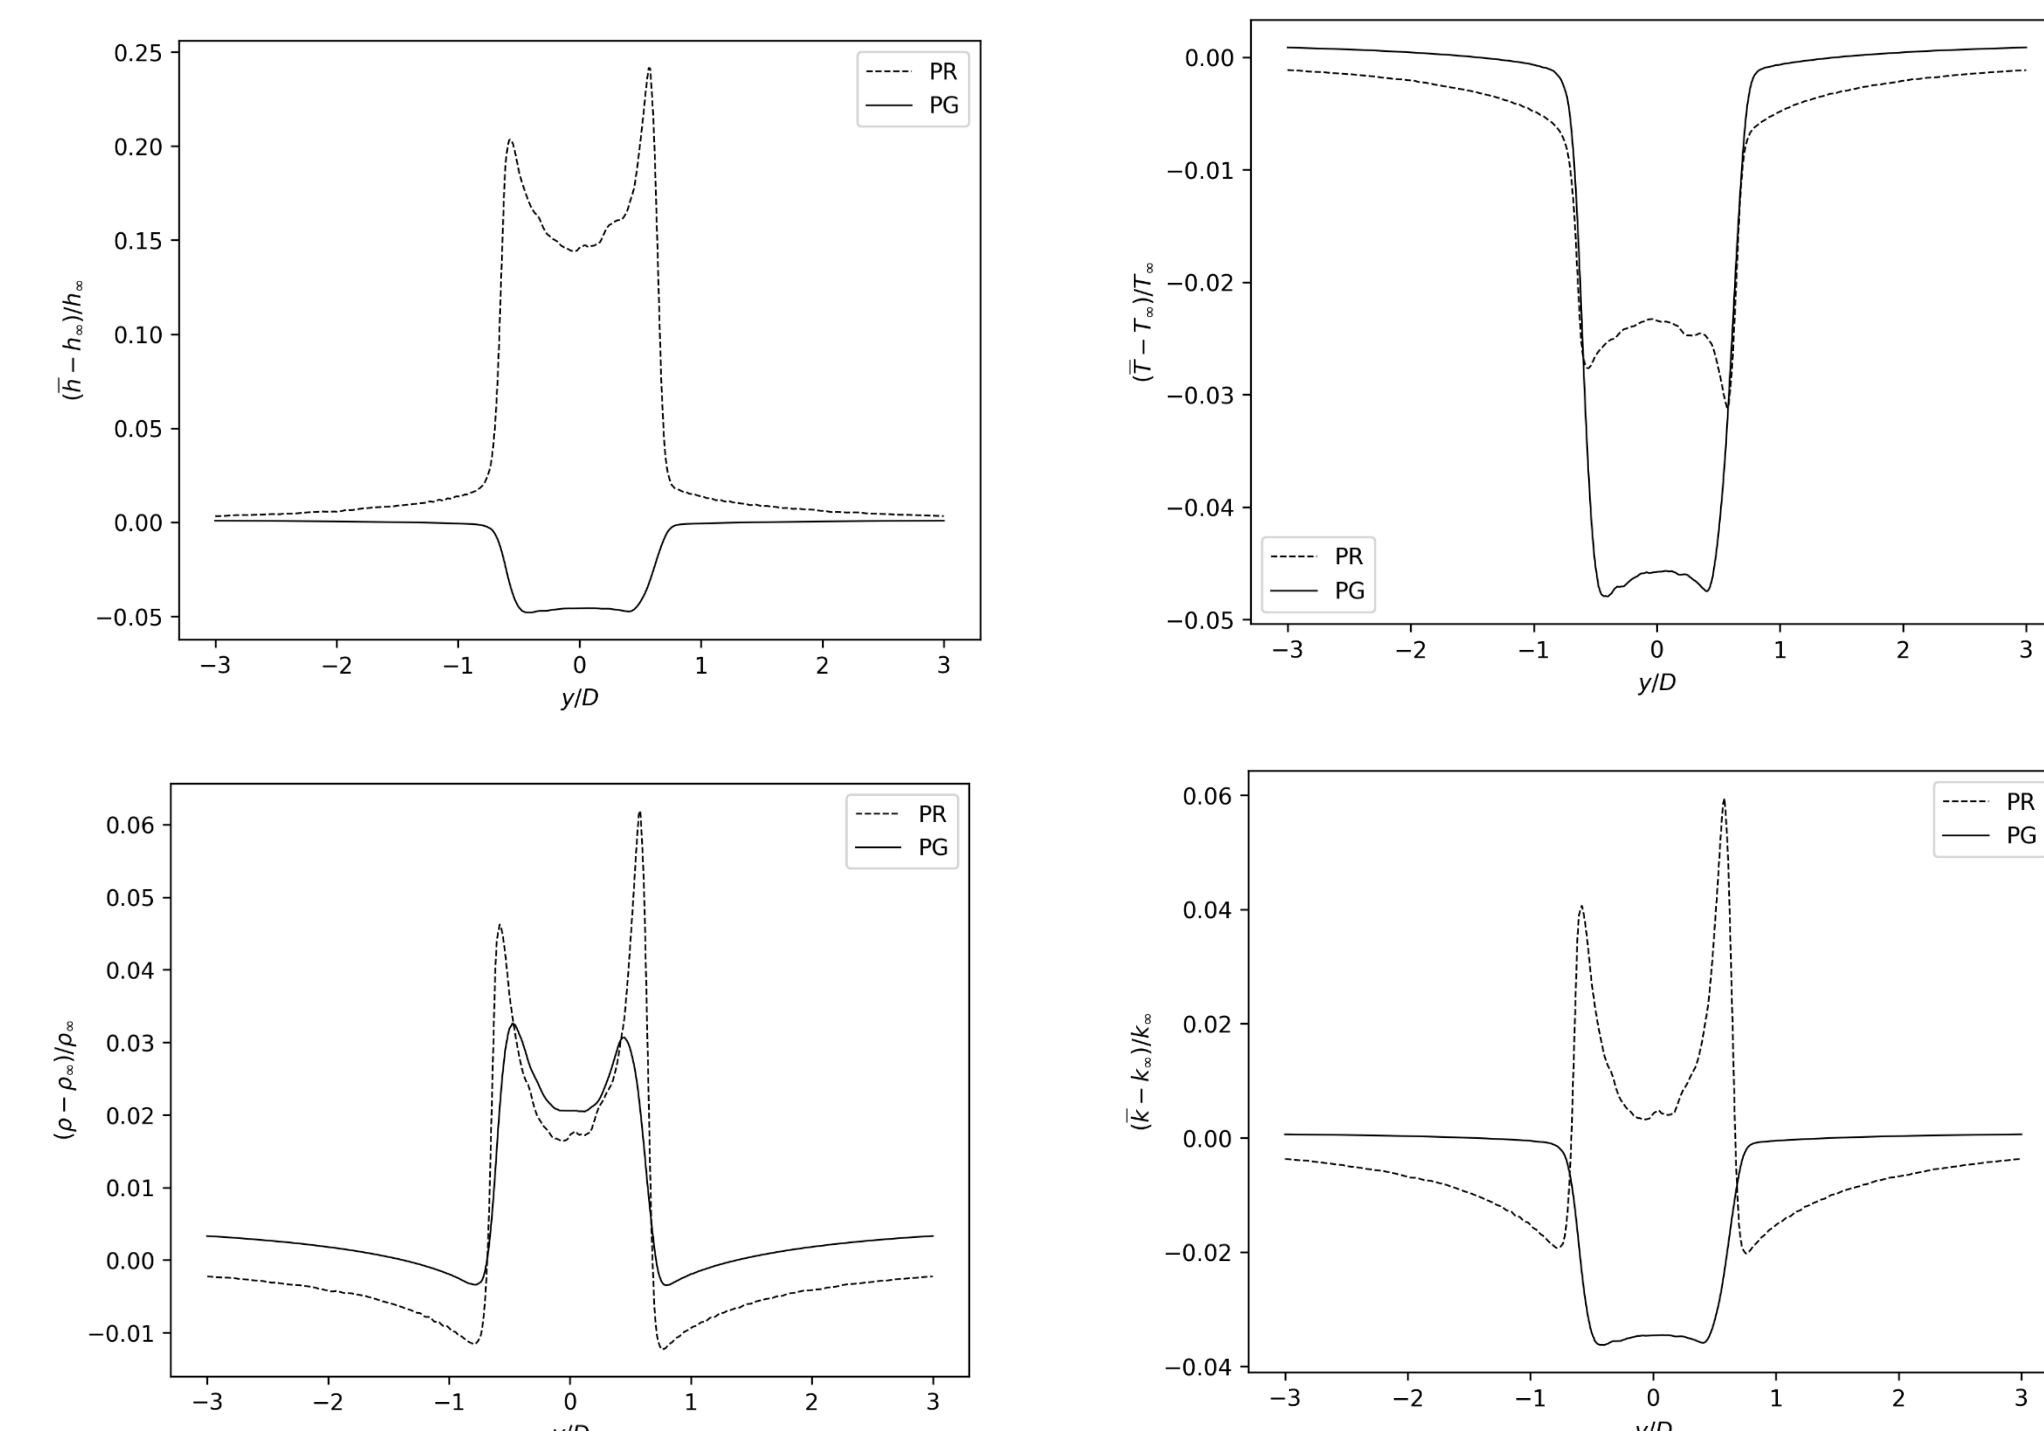 0.25
0.20
0.15
0.10
0.05
0.00
−0.05
(h̅ − h∞)/h∞
PR
PG
−3 −2 −1 0 1 2 3
y/D
0.00
−0.01
−0.02
−0.03
−0.04
−0.05
(T̅ − T∞)/T∞
PR
PG
−3 −2 −1 0 1 2 3
y/D
0.06
0.05
0.04
0.03
0.02
0.01
0.00
−0.01
(ρ − ρ∞)/ρ∞
PR
PG
−3 −2 −1 0 1 2 3
y/D
0.06
0.04
0.02
0.00
−0.02
−0.04
(k̅ − k∞)/k∞
PR
PG
−3 −2 −1 0 1 2 3
y/D